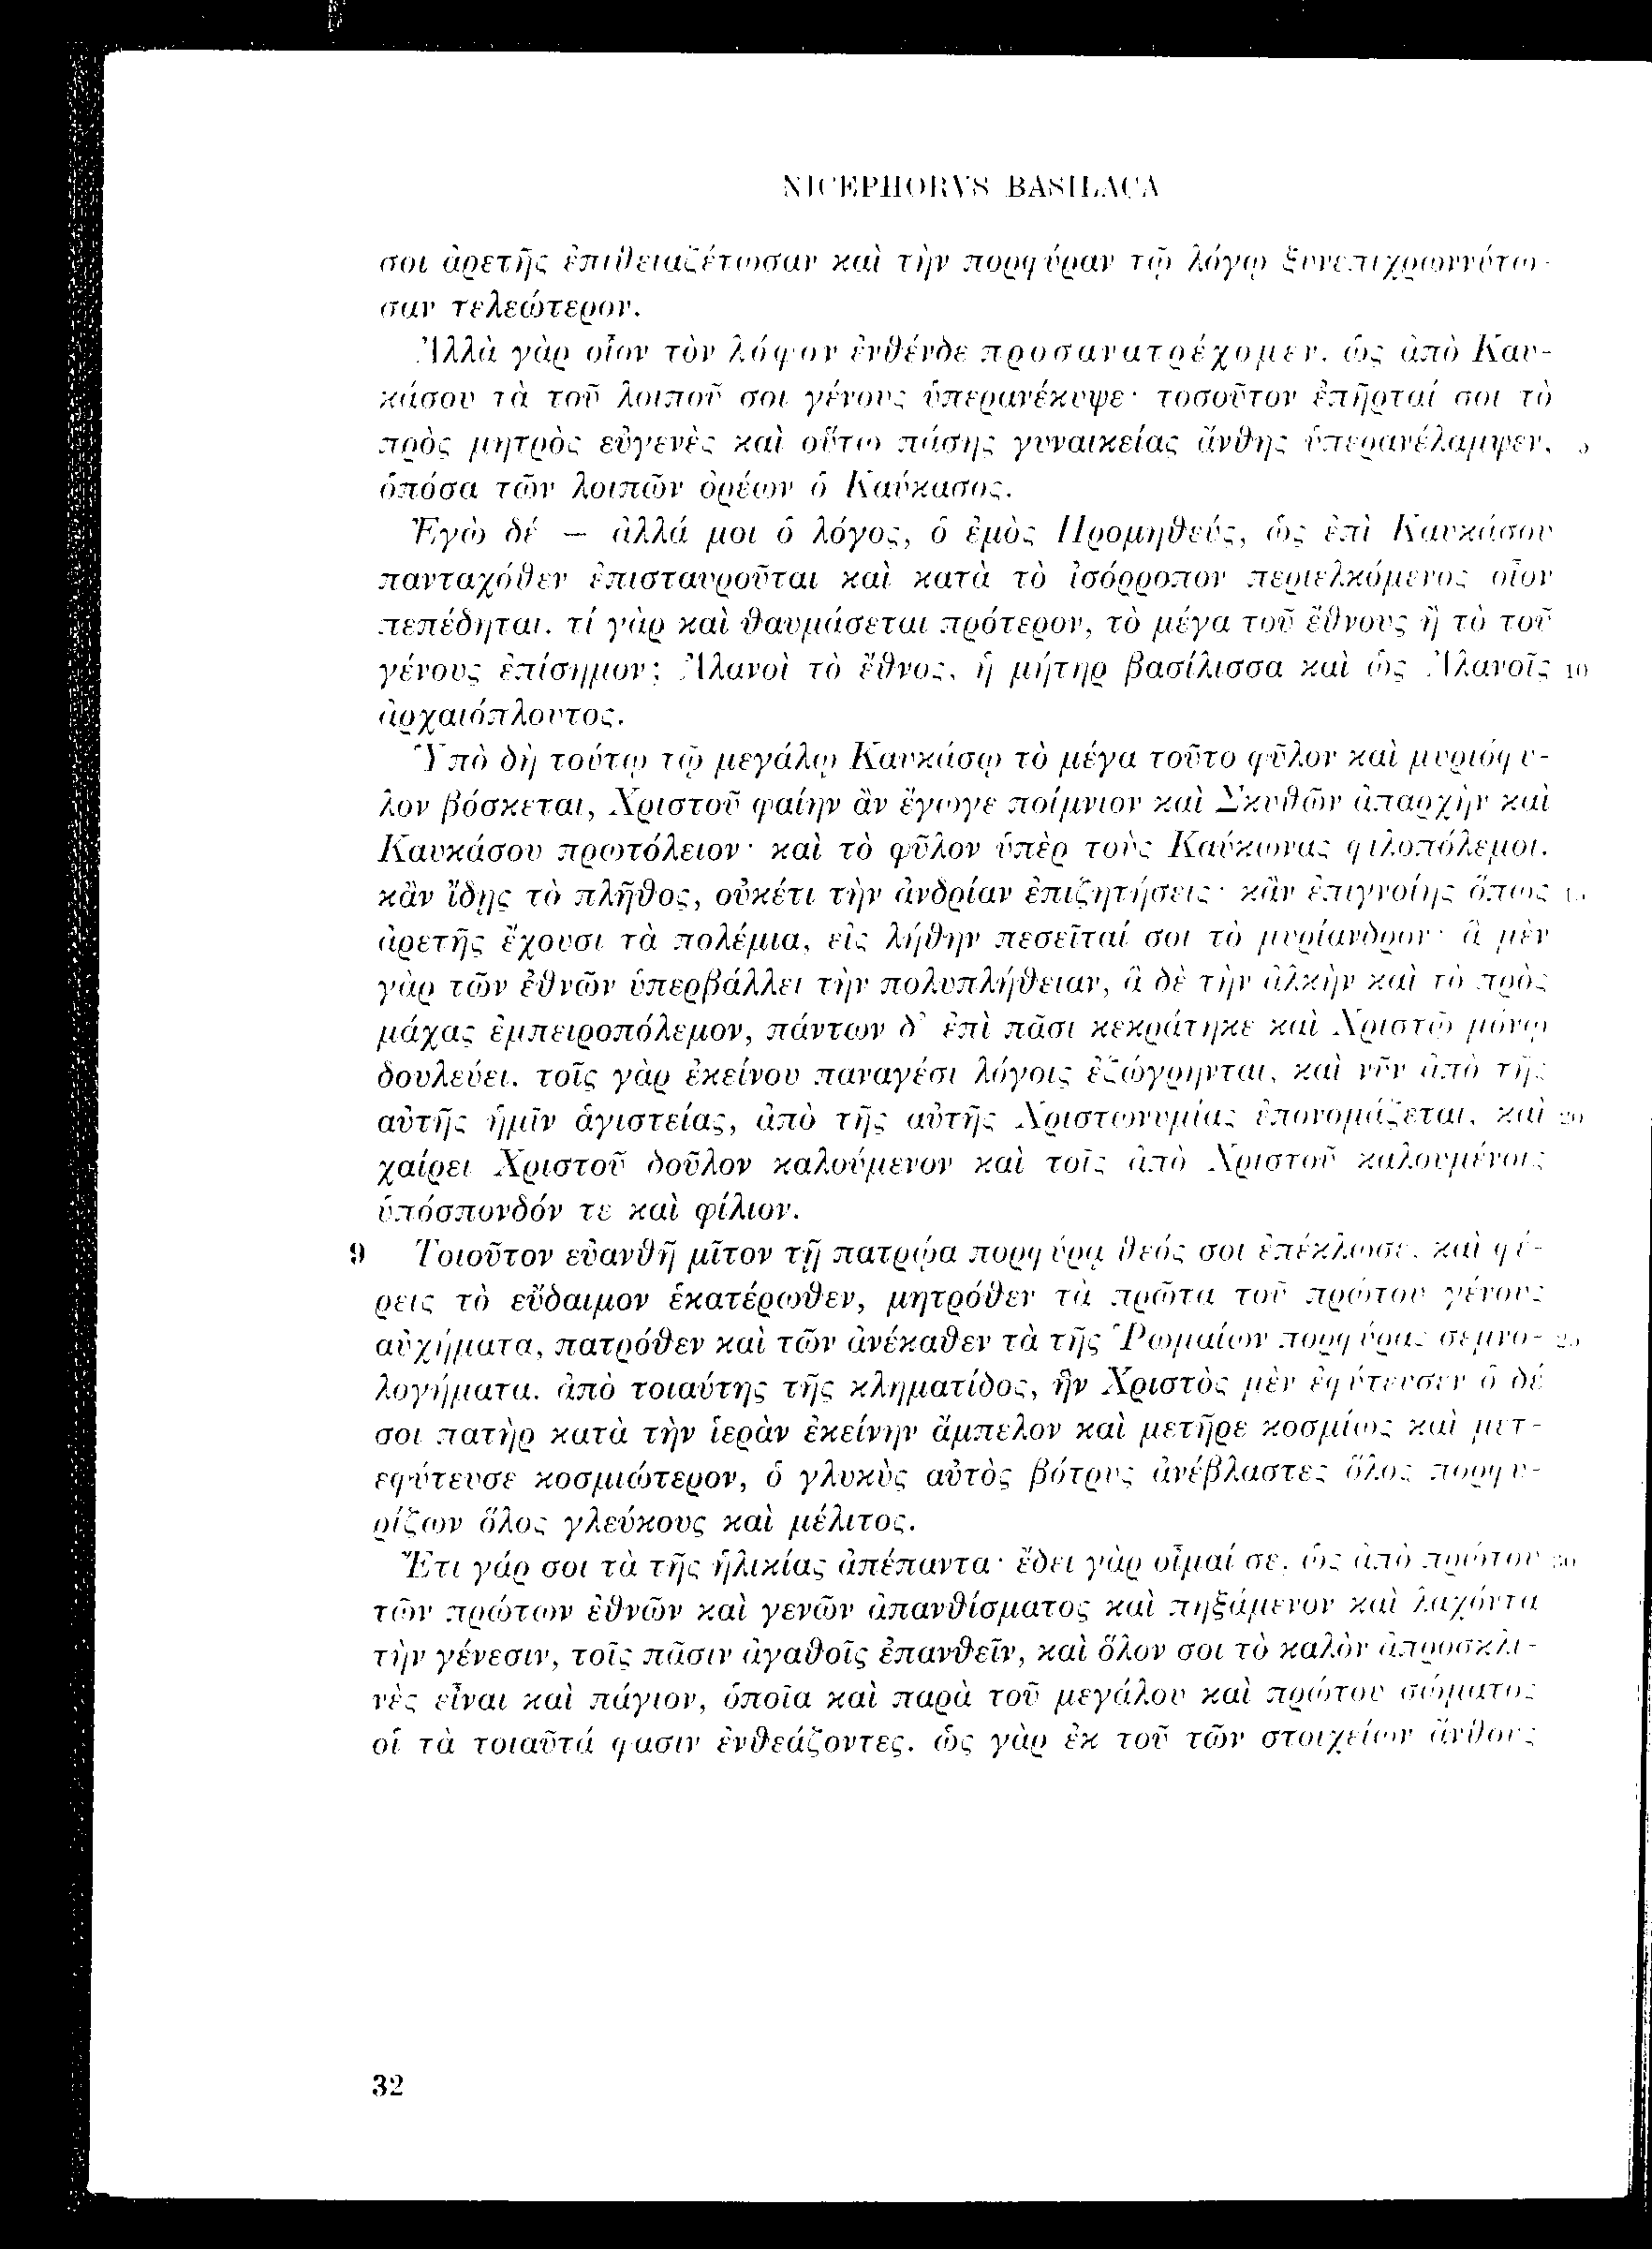 NICEPHORVS BASILACA
σοι ἀρετῆς ἐπιθειαζέτωσαν καὶ τὴν πορφύραν τῷ λόγῳ ξυνεπιχρωννύτω-
σαν τελεώτερον.
Ἀλλὰ γὰρ οἷον τὸν λόφον ἐνθένδε προσανατρέχομεν. ὡς ἀπὸ Καυ-
κάσου τὰ τοῦ λοιποῦ σοι γένους ὑπερανέκυψε· τοσοῦτον ἐπῆρταί σοι τὸ
πρὸς μητρὸς εὐγενὲς καὶ οὕτω πάσης γυναικείας ἄνθης ὑπερανέλαμψεν, 5
ὁπόσα τῶν λοιπῶν ὀρέων ὁ Καύκασος.
Ἐγὼ δέ – ἀλλά μοι ὁ λόγος, ὁ ἐμὸς Προμηθεύς, ὡς ἐπὶ Καυκάσου
πανταχόθεν ἐπισταυροῦται καὶ κατὰ τὸ ἰσόρροπον περιελκόμενος οἷον
πεπέδηται. τί γὰρ καὶ θαυμάσεται πρότερον, τὸ μέγα τοῦ ἔθνους ἢ τὸ τοῦ
γένους ἐπίσημον; Ἀλανοὶ τὸ ἔθνος, ἡ μήτηρ βασίλισσα καὶ ὡς Ἀλανοῖς 10
ἀρχαιόπλουτος.
Ὑπὸ δὴ τούτῳ τῷ μεγάλῳ Καυκάσῳ τὸ μέγα τοῦτο φῦλον καὶ μυριόφυ-
λον βόσκεται, Χριστοῦ φαίην ἂν ἔγωγε ποίμνιον καὶ Σκυθῶν ἀπαρχὴν καὶ
Καυκάσου πρωτόλειον· καὶ τὸ φῦλον ὑπὲρ τοὺς Καύκωνας φιλοπόλεμοι.
κἂν ἴδῃς τὸ πλῆθος, οὐκέτι τὴν ἀνδρίαν ἐπιζητήσεις· κἂν ἐπιγνοίης ὅπως
ἀρετῆς ἔχουσι τὰ πολέμια, εἰς λήθην πεσεῖταί σοι τὸ μυρίανδρον· ἃ μὲν
γὰρ τῶν ἐθνῶν ὑπερβάλλει τὴν πολυπλήθειαν, ἃ δὲ τὴν ἀλκὴν καὶ τὸ πρὸς
μάχας ἐμπειροπόλεμον, πάντων δ’ ἐπὶ πᾶσι κεκράτηκε καὶ Χριστῷ μόνῳ
δουλεύει. τοῖς γὰρ ἐκείνου παναγέσι λόγοις ἐζώγρηνται, καὶ νῦν ἀπὸ τῆς
αὐτῆς ἡμῖν ἁγιστείας, ἀπὸ τῆς αὐτῆς Χριστωνυμίας ἐπονομάζεται, καὶ 20
χαίρει Χριστοῦ δοῦλον καλούμενον καὶ τοῖς ἀπὸ Χριστοῦ καλουμένοις
ὑπόσπονδόν τε καὶ φίλιον.
9 Τοιοῦτον εὐανθῆ μῖτον τῇ πατρῴα πορφύρᾳ θεός σοι ἐπέκλωσε, καὶ φέ-
ρεις τὸ εὔδαιμον ἑκατέρωθεν, μητρόθεν τὰ πρῶτα τοῦ πρώτου γένους
αὐχήματα, πατρόθεν καὶ τῶν ἀνέκαθεν τὰ τῆς Ῥωμαίων πορφύρας σεμνο- 25
λογήματα. ἀπὸ τοιαύτης τῆς κληματίδος, ἣν Χριστὸς μὲν ἐφύτευσεν ὁ δέ
σοι πατὴρ κατὰ τὴν ἱερὰν ἐκείνην ἄμπελον καὶ μετῆρε κοσμίως καὶ μετ-
εφύτευσε κοσμιώτερον, ὁ γλυκὺς αὐτὸς βότρυς ἀνέβλαστες ὅλος πορφυ-
ρίζων ὅλος γλεύκους καὶ μέλιτος.
Ἔτι γάρ σοι τὰ τῆς ἡλικίας ἀπέπαντα· ἔδει γὰρ οἶμαί σε, ὡς ἀπὸ πρώτου 30
τῶν πρώτων ἐθνῶν καὶ γενῶν ἀπανθίσματος καὶ πηξάμενον καὶ λαχόντα
τὴν γένεσιν, τοῖς πᾶσιν ἀγαθοῖς ἐπανθεῖν, καὶ ὅλον σοι τὸ καλὸν ἀπροσκλι-
νὲς εἶναι καὶ πάγιον, ὁποῖα καὶ παρὰ τοῦ μεγάλου καὶ πρώτου σώματος
οἱ τὰ τοιαῦτά φασιν ἐνθεάζοντες. ὡς γὰρ ἐκ τοῦ τῶν στοιχείων ἄνθους
32